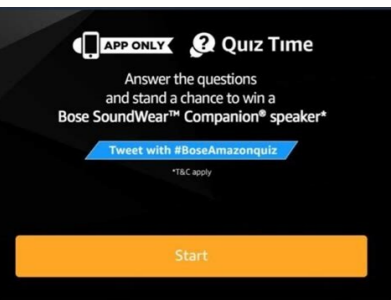 APP ONLY Quiz Time
Answer the questions
and stand a chance to win a
Bose SoundWear™ Companion® speaker*
Tweet with #BoseAmazonquiz
*T&C apply
Start